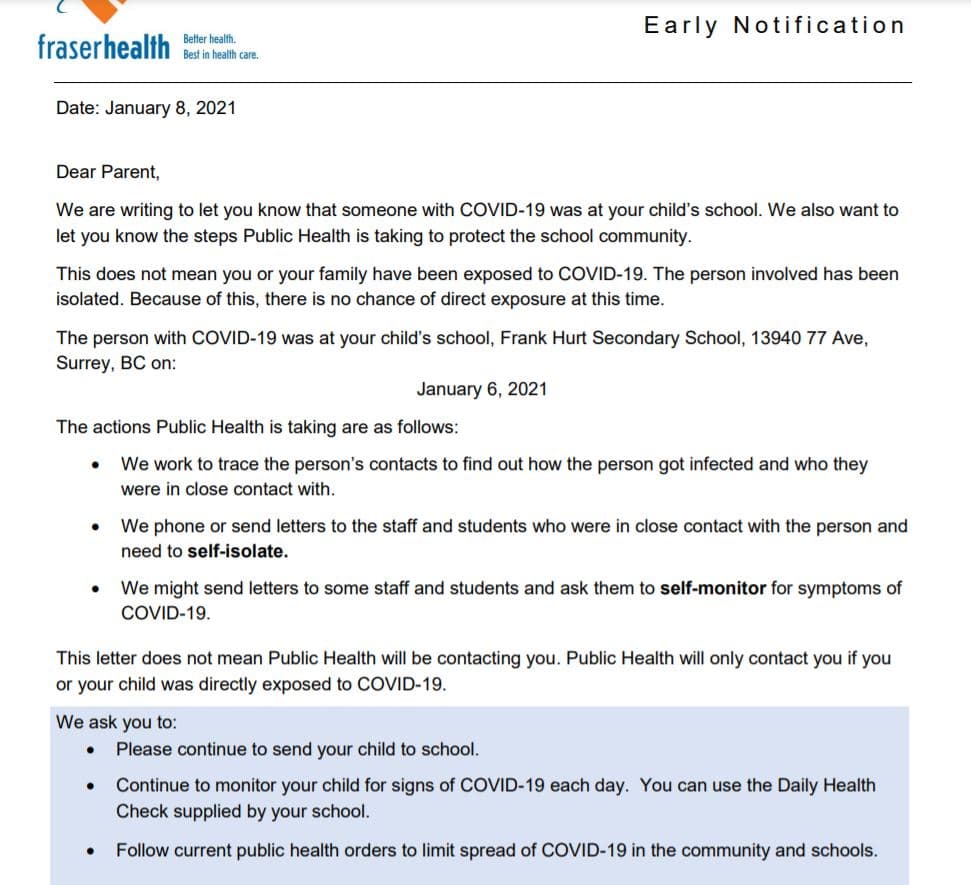 Early Notification
fraserhealth
Better health.
Best in health care.
Date: January 8, 2021
Dear Parent,
We are writing to let you know that someone with COVID-19 was at your child's school. We also want to
let you know the steps Public Health is taking to protect the school community.
This does not mean you or your family have been exposed to COVID-19. The person involved has been
isolated. Because of this, there is no chance of direct exposure at this time.
The person with COVID-19 was at your child's school, Frank Hurt Secondary School, 13940 77 Ave,
Surrey, BC on:
January 6, 2021
The actions Public Health is taking are as follows:
• We work to trace the person's contacts to find out how the person got infected and who they
were in close contact with.
• We phone or send letters to the staff and students who were in close contact with the person and
need to self-isolate.
• We might send letters to some staff and students and ask them to self-monitor for symptoms of
COVID-19.
This letter does not mean Public Health will be contacting you. Public Health will only contact you if you
or your child was directly exposed to COVID-19.
We ask you to:
• Please continue to send your child to school.
• Continue to monitor your child for signs of COVID-19 each day. You can use the Daily Health
Check supplied by your school.
• Follow current public health orders to limit spread of COVID-19 in the community and schools.